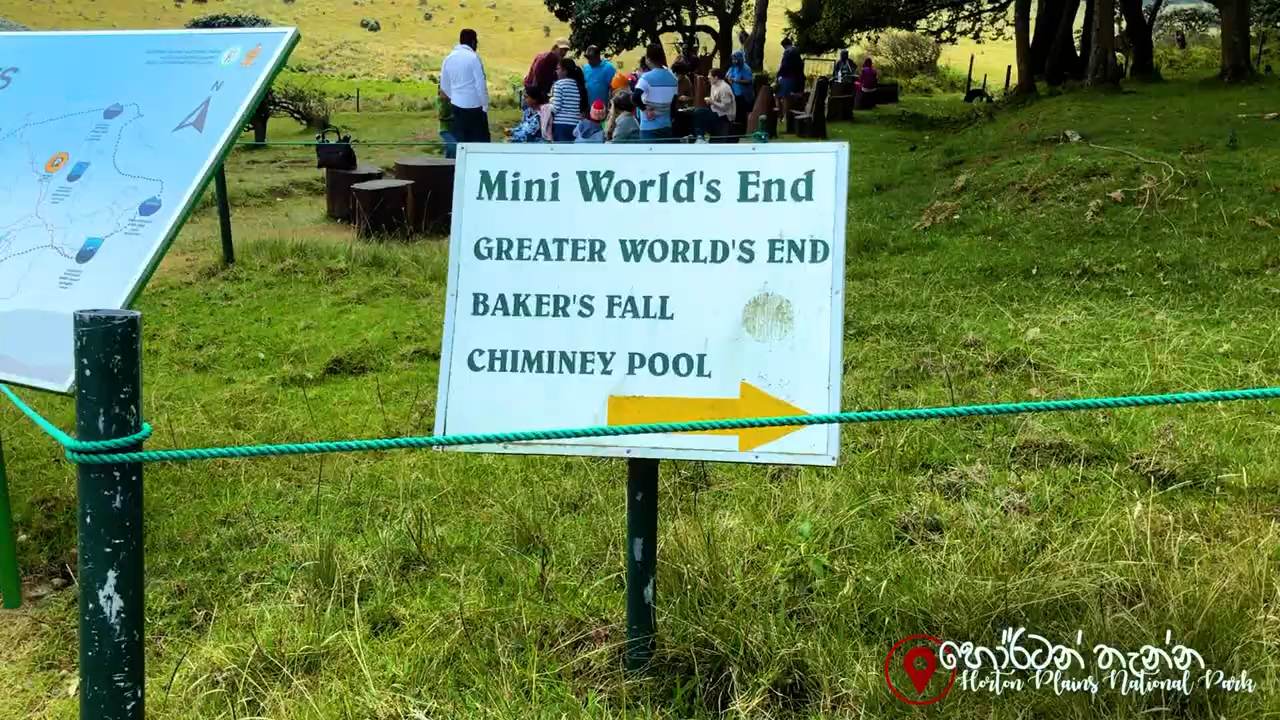 Mini World's End
GREATER WORLD'S END
BAKER'S FALL
CHIMINEY POOL
N
හෝර්ටන් තැන්න
Horton Plains National Park